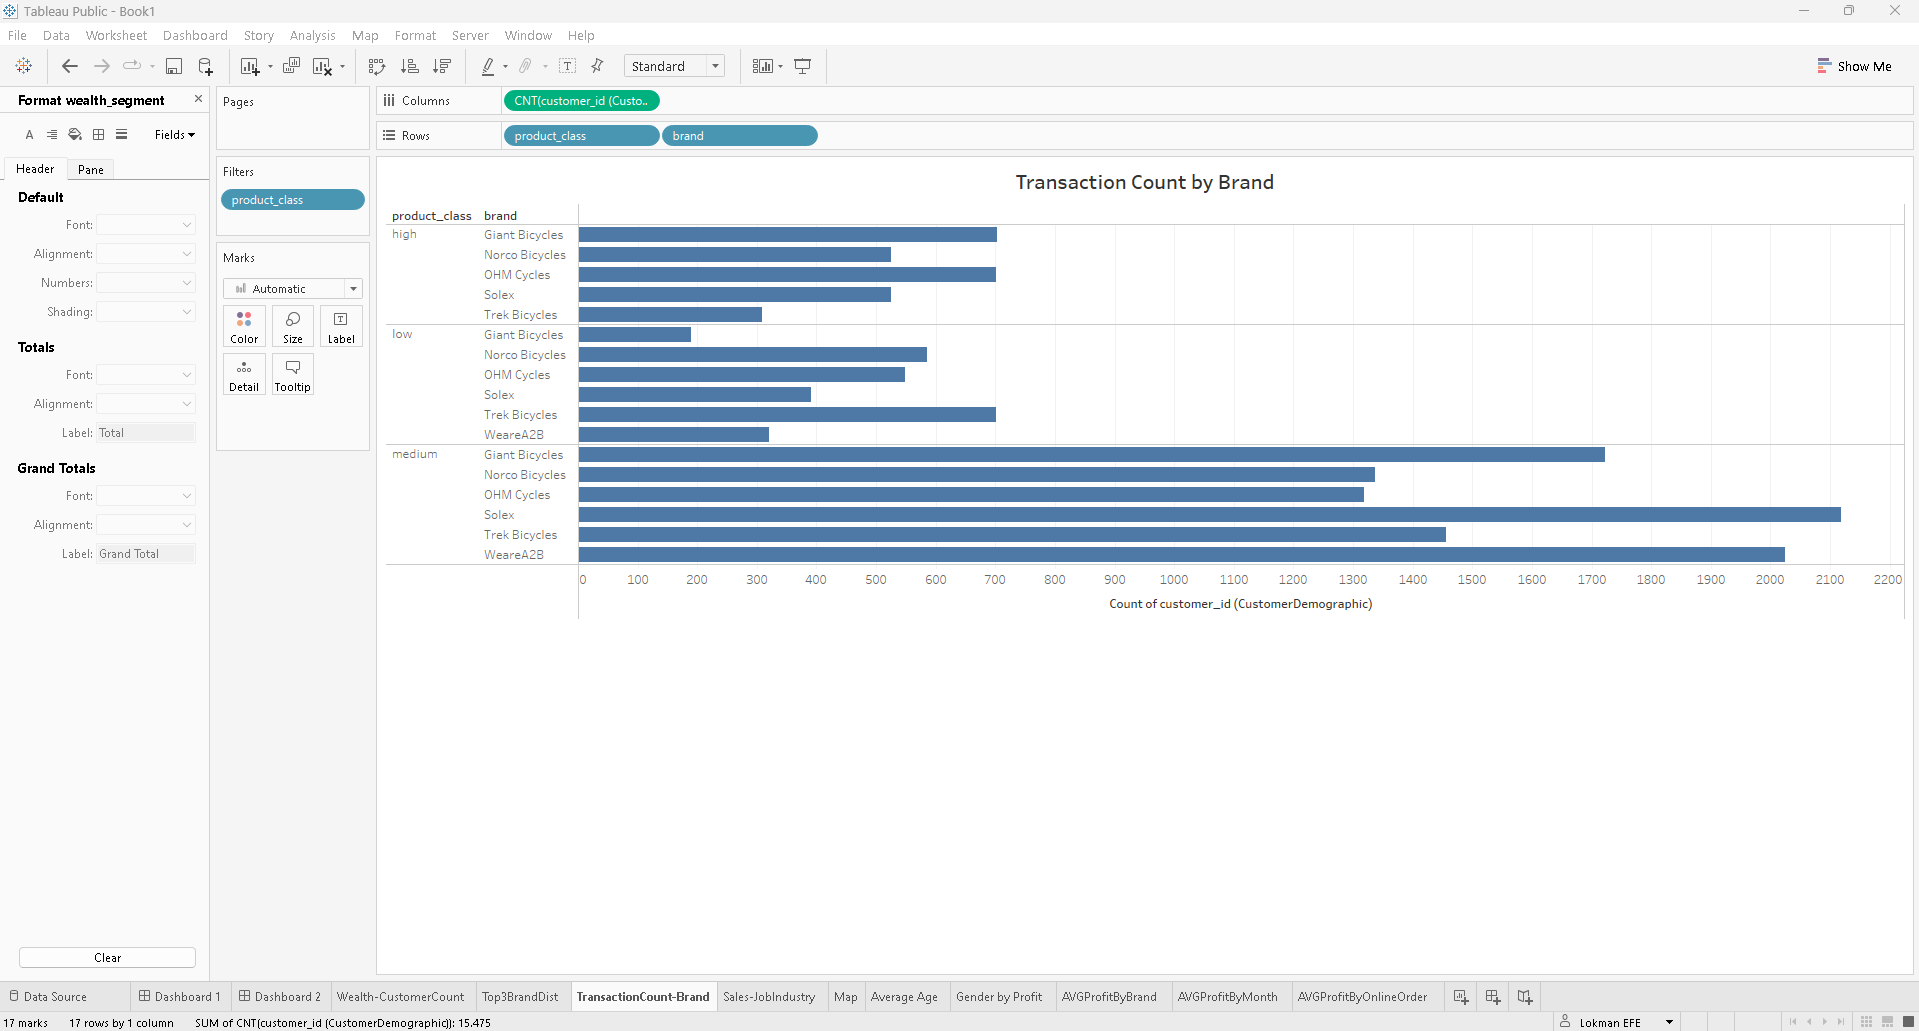 Tableau Public - Book1
File Data Worksheet Dashboard Story Analysis Map Format Server Window Help
Standard
Show Me
Format wealth_segment
Fields
Header Pane
Default
Font:
Alignment:
Numbers:
Shading:
Totals
Font:
Alignment:
Label: Total
Grand Totals
Font:
Alignment:
Label: Grand Total
Clear
Pages
Filters
product_class
Marks
Automatic
Color Size Label
Detail Tooltip
Columns CNT(customer_id (Custo..
Rows product_class brand
Transaction Count by Brand
product_class brand
high Giant Bicycles
Norco Bicycles
OHM Cycles
Solex
Trek Bicycles
low Giant Bicycles
Norco Bicycles
OHM Cycles
Solex
Trek Bicycles
WeareA2B
medium Giant Bicycles
Norco Bicycles
OHM Cycles
Solex
Trek Bicycles
WeareA2B
0 100 200 300 400 500 600 700 800 900 1000 1100 1200 1300 1400 1500 1600 1700 1800 1900 2000 2100 2200
Count of customer_id (CustomerDemographic)
Data Source Dashboard 1 Dashboard 2 Wealth-CustomerCount Top3BrandDist TransactionCount-Brand Sales-JobIndustry Map Average Age Gender by Profit AVGProfitByBrand AVGProfitByMonth AVGProfitByOnlineOrder
17 marks 17 rows by 1 column SUM of CNT(customer_id (CustomerDemographic)): 15.475 Lokman EFE